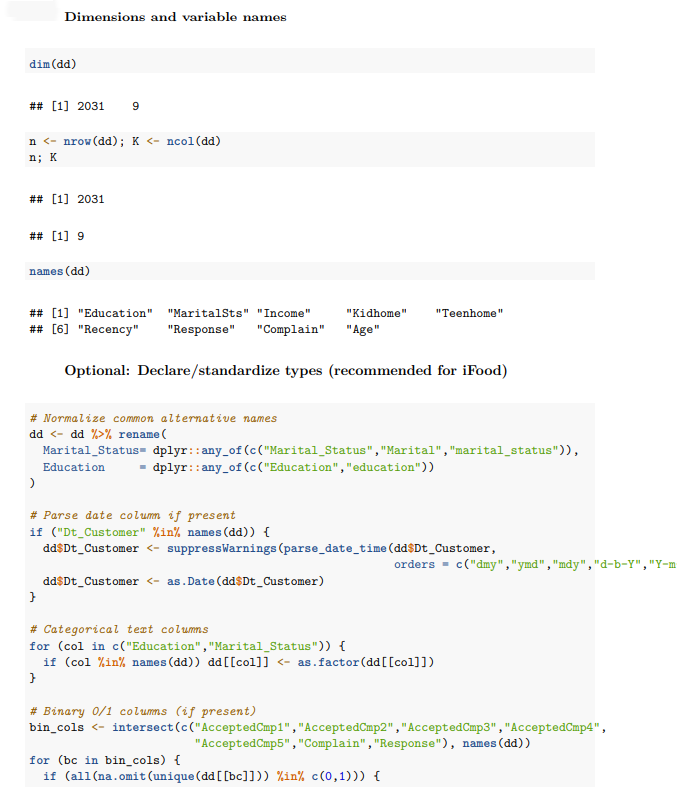 Dimensions and variable names
dim(dd)
## [1] 2031    9
n <- nrow(dd); K <- ncol(dd)
n; K
## [1] 2031
## [1] 9
names(dd)
## [1] "Education"  "MaritalSts" "Income"     "Kidhome"    "Teenhome"
## [6] "Recency"    "Response"   "Complain"   "Age"
Optional: Declare/standardize types (recommended for iFood)
# Normalize common alternative names
dd <- dd %>% rename(
  Marital_Status= dplyr::any_of(c("Marital_Status","Marital","marital_status")),
  Education     = dplyr::any_of(c("Education","education"))
)
# Parse date column if present
if ("Dt_Customer" %in% names(dd)) {
  dd$Dt_Customer <- suppressWarnings(parse_date_time(dd$Dt_Customer,
                                                     orders = c("dmy","ymd","mdy","d-b-Y","Y-m
  dd$Dt_Customer <- as.Date(dd$Dt_Customer)
}
# Categorical text columns
for (col in c("Education","Marital_Status")) {
  if (col %in% names(dd)) dd[[col]] <- as.factor(dd[[col]])
}
# Binary 0/1 columns (if present)
bin_cols <- intersect(c("AcceptedCmp1","AcceptedCmp2","AcceptedCmp3","AcceptedCmp4",
                        "AcceptedCmp5","Complain","Response"), names(dd))
for (bc in bin_cols) {
  if (all(na.omit(unique(dd[[bc]])) %in% c(0,1))) {